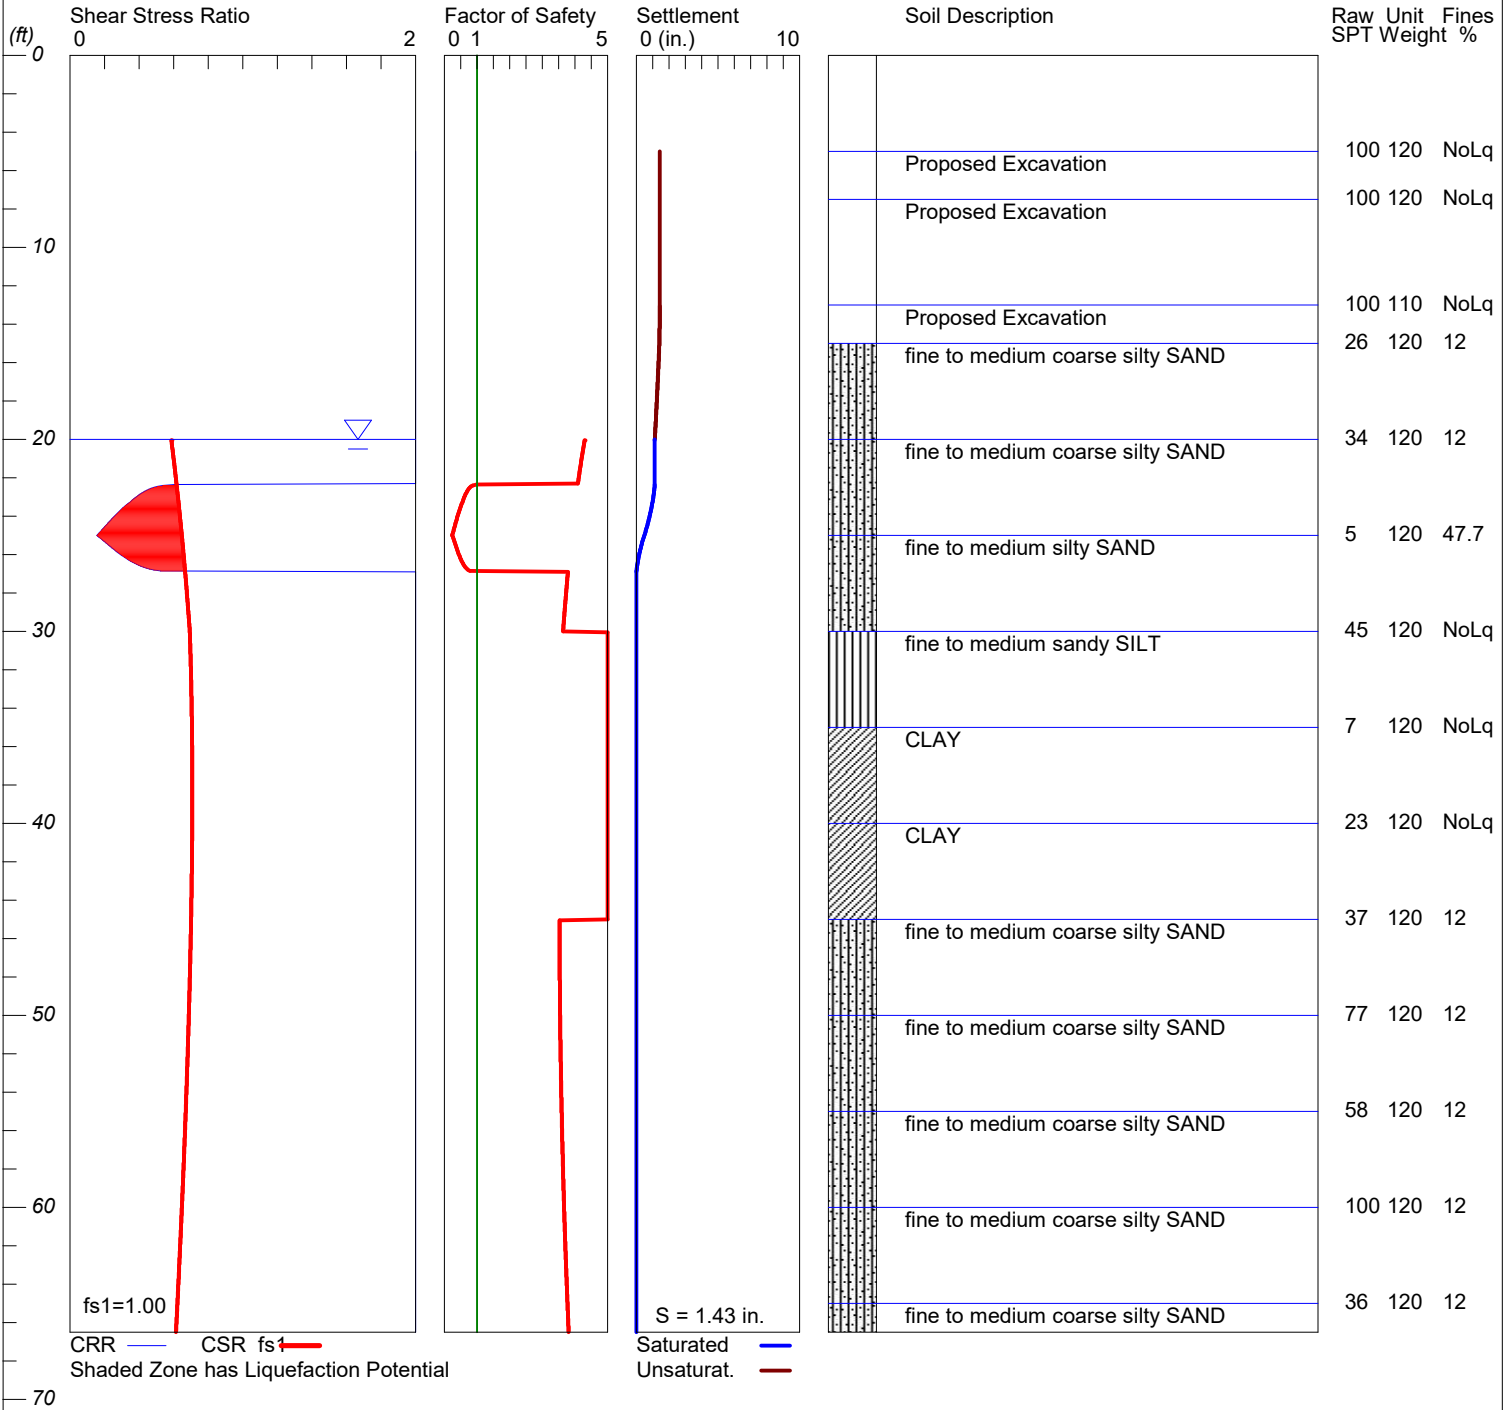 Shear Stress Ratio Factor of Safety Settlement Soil Description Raw Unit Fines
(ft) 0 2 0 1 5 0 (in.) 10 SPT Weight %
0
100 120 NoLq
Proposed Excavation
100 120 NoLq
Proposed Excavation
10
100 110 NoLq
Proposed Excavation
26 120 12
fine to medium coarse silty SAND
20 34 120 12
fine to medium coarse silty SAND
5 120 47.7
fine to medium silty SAND
30 45 120 NoLq
fine to medium sandy SILT
7 120 NoLq
CLAY
40 23 120 NoLq
CLAY
37 120 12
fine to medium coarse silty SAND
50 77 120 12
fine to medium coarse silty SAND
58 120 12
fine to medium coarse silty SAND
60 100 120 12
fine to medium coarse silty SAND
36 120 12
fs1=1.00 S = 1.43 in. fine to medium coarse silty SAND
CRR CSR fs1 Saturated
Shaded Zone has Liquefaction Potential Unsaturat.
70